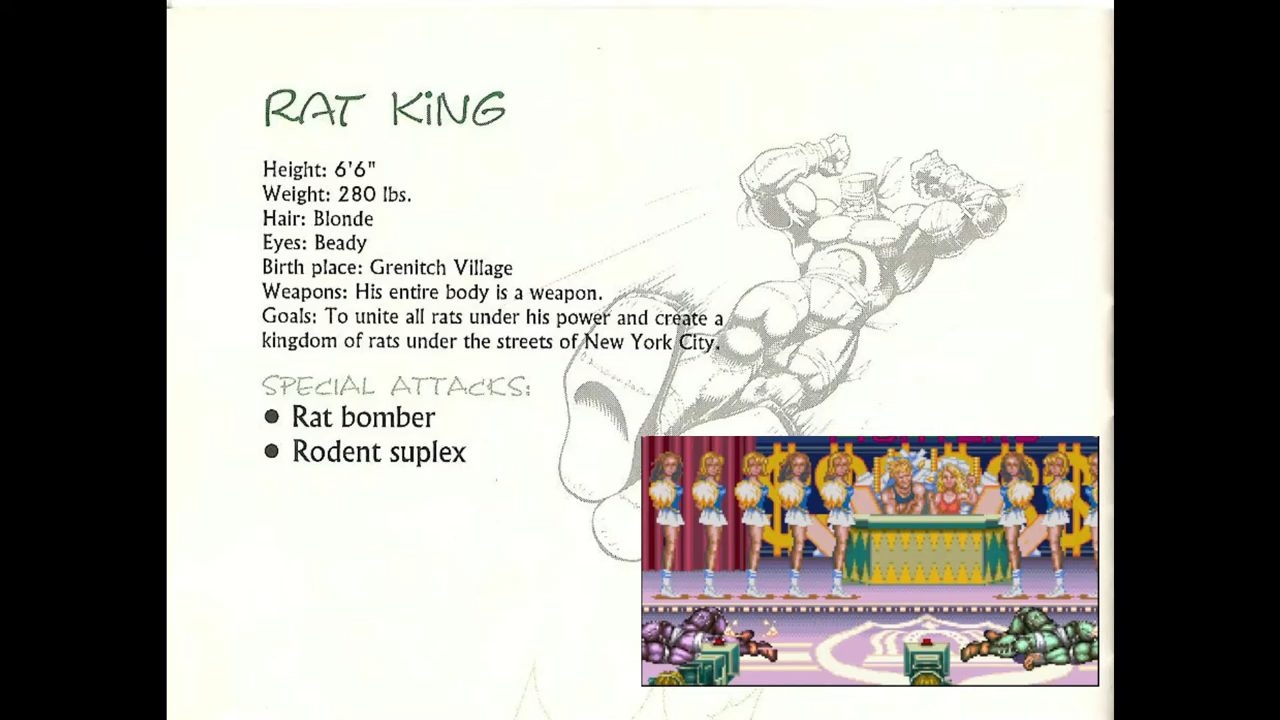 RAT KiNG
Height: 6'6"
Weight: 280 lbs.
Hair: Blonde
Eyes: Beady
Birth place: Grenitch Village
Weapons: His entire body is a weapon.
Goals: To unite all rats under his power and create a
kingdom of rats under the streets of New York City.
SPECIAL ATTACKS:
● Rat bomber
● Rodent suplex